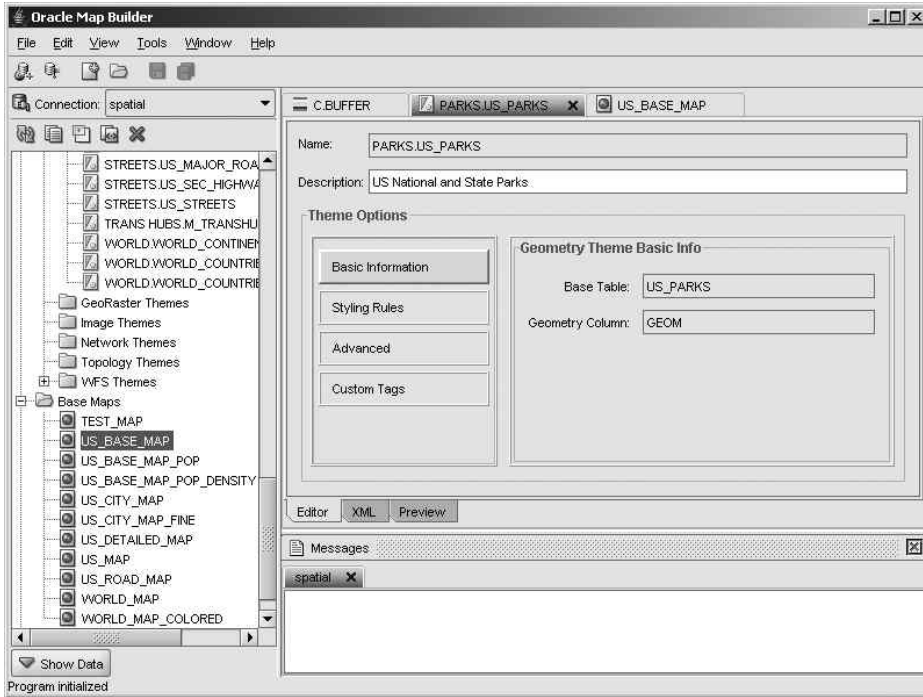 Oracle Map Builder
File Edit View Tools Window Help
Connection: spatial
STREETS.US_MAJOR_ROA
STREETS.US_SEC_HIGHWA
STREETS.US_STREETS
TRANS HUBS.M_TRANSHU
WORLD.WORLD_CONTINEN
WORLD.WORLD_COUNTRIE
WORLD.WORLD_COUNTRIE
GeoRaster Themes
Image Themes
Network Themes
Topology Themes
WFS Themes
Base Maps
TEST_MAP
US_BASE_MAP
US_BASE_MAP_POP
US_BASE_MAP_POP_DENSITY
US_CITY_MAP
US_CITY_MAP_FINE
US_DETAILED_MAP
US_MAP
US_ROAD_MAP
WORLD_MAP
WORLD_MAP_COLORED
Show Data
Program initialized
C.BUFFER PARKS.US_PARKS US_BASE_MAP
Name: PARKS.US_PARKS
Description: US National and State Parks
Theme Options
Basic Information
Styling Rules
Advanced
Custom Tags
Geometry Theme Basic Info
Base Table: US_PARKS
Geometry Column: GEOM
Editor XML Preview
Messages
spatial